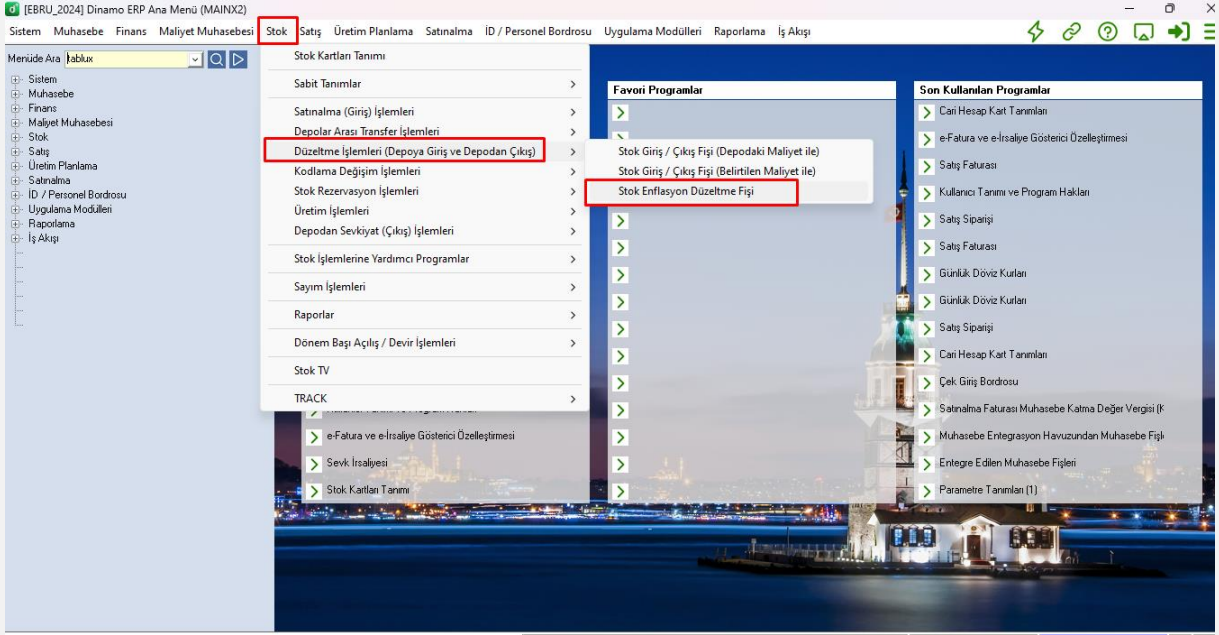 [EBRU_2024] Dinamo ERP Ana Menü (MAINX2)
Sistem Muhasebe Finans Maliyet Muhasebesi Stok Satış Üretim Planlama Satınalma İD / Personel Bordrosu Uygulama Modülleri Raporlama İş Akışı
Menüde Ara tablux
Sistem
Muhasebe
Finans
Maliyet Muhasebesi
Stok
Satış
Üretim Planlama
Satınalma
İD / Personel Bordrosu
Uygulama Modülleri
Raporlama
İş Akışı
Stok Kartları Tanımı
Sabit Tanımlar
Satınalma (Giriş) İşlemleri
Depolar Arası Transfer İşlemleri
Düzeltme İşlemleri (Depoya Giriş ve Depodan Çıkış)
Kodlama Değişim İşlemleri
Stok Rezervasyon İşlemleri
Üretim İşlemleri
Depodan Sevkiyat (Çıkış) İşlemleri
Stok İşlemlerine Yardımcı Programlar
Sayım İşlemleri
Raporlar
Dönem Başı Açılış / Devir İşlemleri
Stok TV
TRACK
Stok Giriş / Çıkış Fişi (Depodaki Maliyet ile)
Stok Giriş / Çıkış Fişi (Belirtilen Maliyet ile)
Stok Enflasyon Düzeltme Fişi
e-Fatura ve e-İrsaliye Gösterici Özelleştirmesi
Sevk İrsaliyesi
Stok Kartları Tanımı
Favori Programlar
Son Kullanılan Programlar
Cari Hesap Kart Tanımları
e-Fatura ve e-İrsaliye Gösterici Özelleştirmesi
Satış Faturası
Kullanıcı Tanımı ve Program Hakları
Satış Siparişi
Satış Faturası
Günlük Döviz Kurları
Günlük Döviz Kurları
Satış Siparişi
Cari Hesap Kart Tanımları
Çek Giriş Bordrosu
Satınalma Faturası Muhasebe Katma Değer Vergisi (K
Muhasebe Entegrasyon Havuzundan Muhasebe Fişl
Entegre Edilen Muhasebe Fişleri
Parametre Tanımları (1)